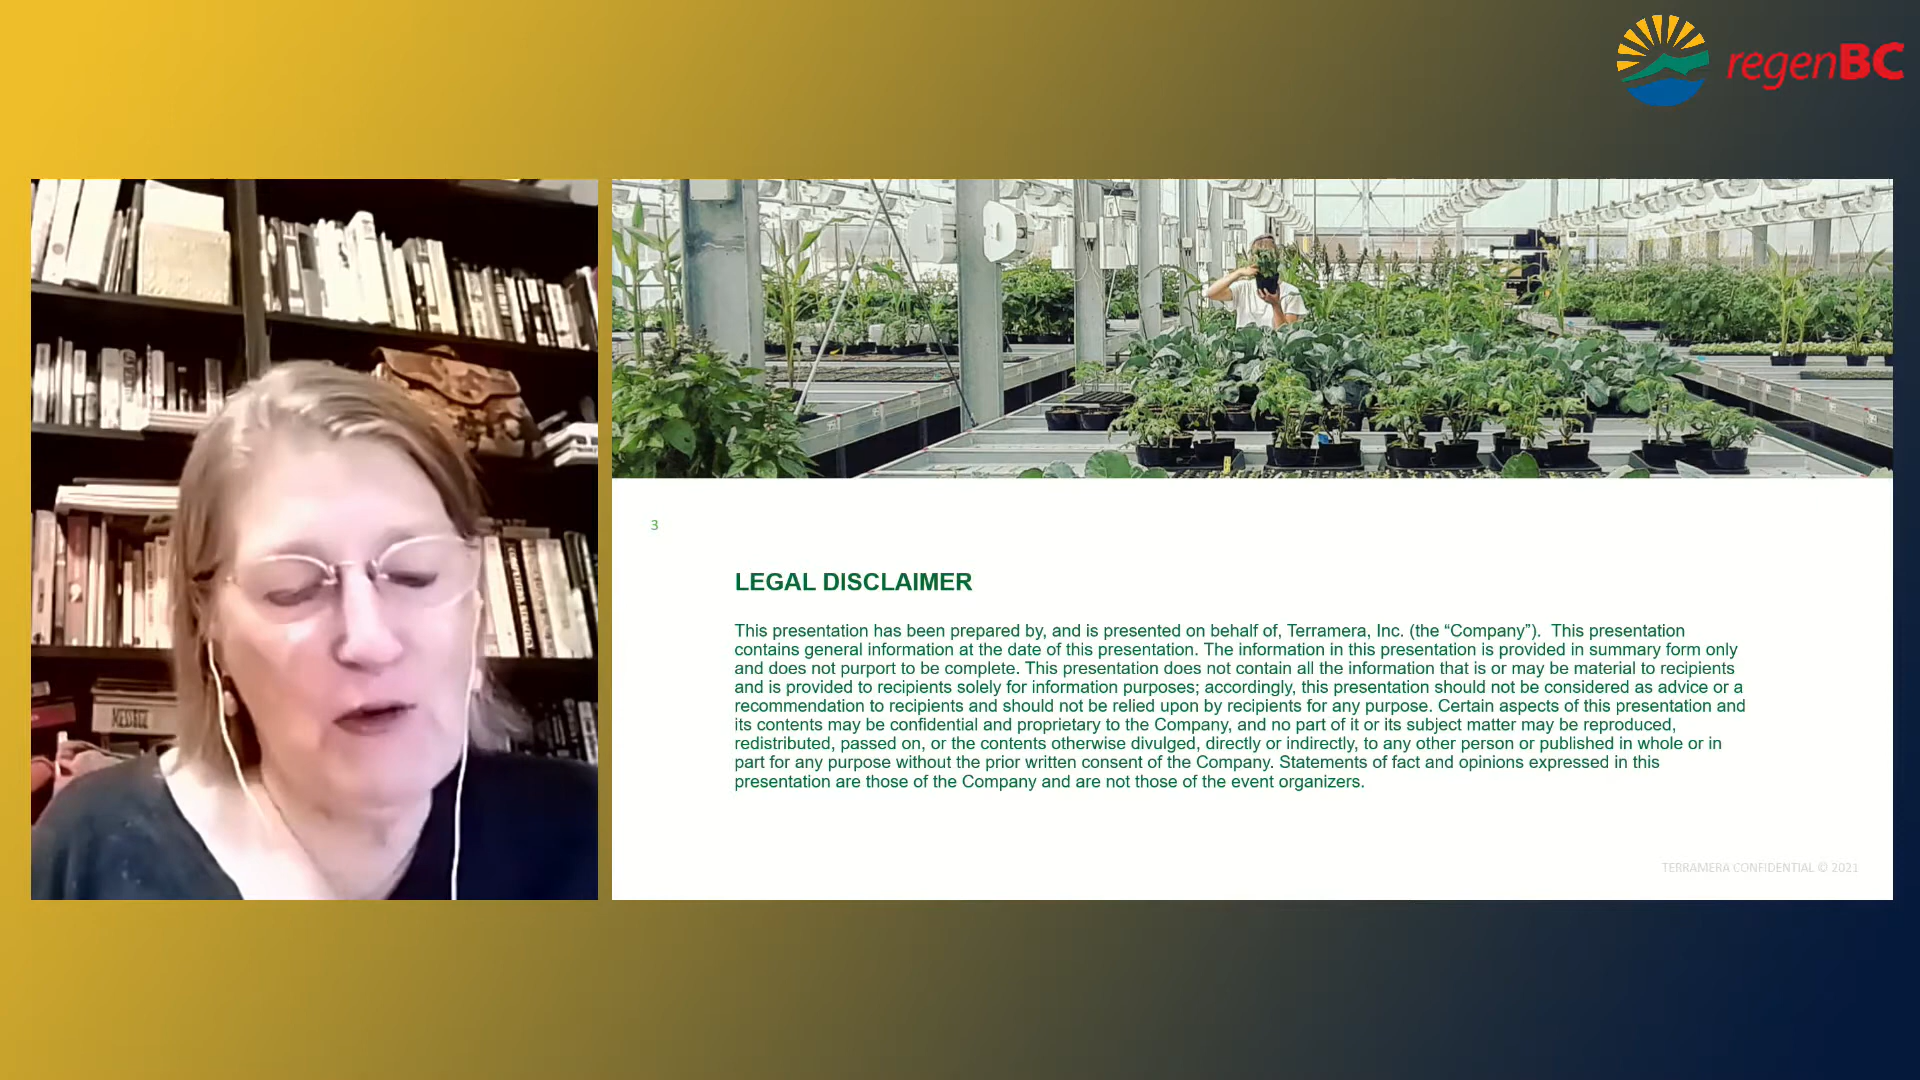 regenBC
3
LEGAL DISCLAIMER
This presentation has been prepared by, and is presented on behalf of, Terramera, Inc. (the “Company”).  This presentation
contains general information at the date of this presentation. The information in this presentation is provided in summary form only
and does not purport to be complete. This presentation does not contain all the information that is or may be material to recipients
and is provided to recipients solely for information purposes; accordingly, this presentation should not be considered as advice or a
recommendation to recipients and should not be relied upon by recipients for any purpose. Certain aspects of this presentation and
its contents may be confidential and proprietary to the Company, and no part of it or its subject matter may be reproduced,
redistributed, passed on, or the contents otherwise divulged, directly or indirectly, to any other person or published in whole or in
part for any purpose without the prior written consent of the Company. Statements of fact and opinions expressed in this
presentation are those of the Company and are not those of the event organizers.
TERRAMERA CONFIDENTIAL © 2021